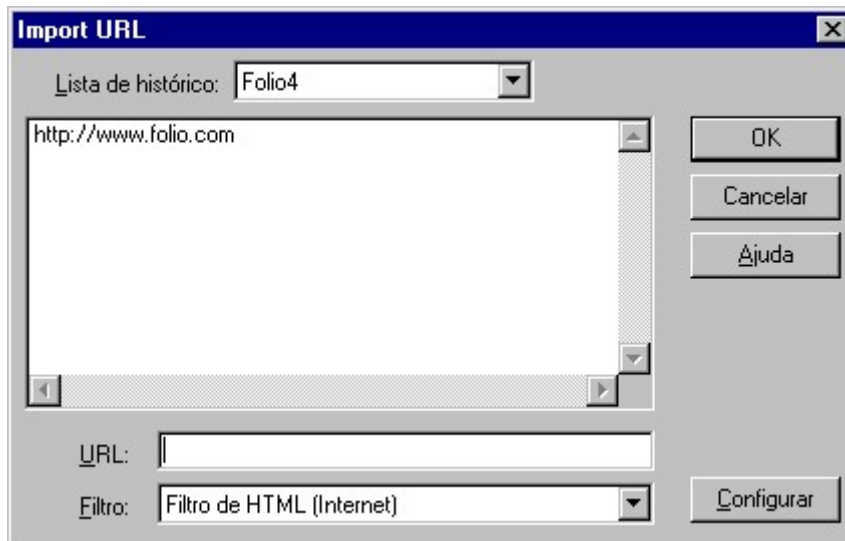 Import URL
Lista de histórico: Folio4
http://www.folio.com
OK
Cancelar
Ajuda
URL:
Filtro: Filtro de HTML (Internet)
Configurar